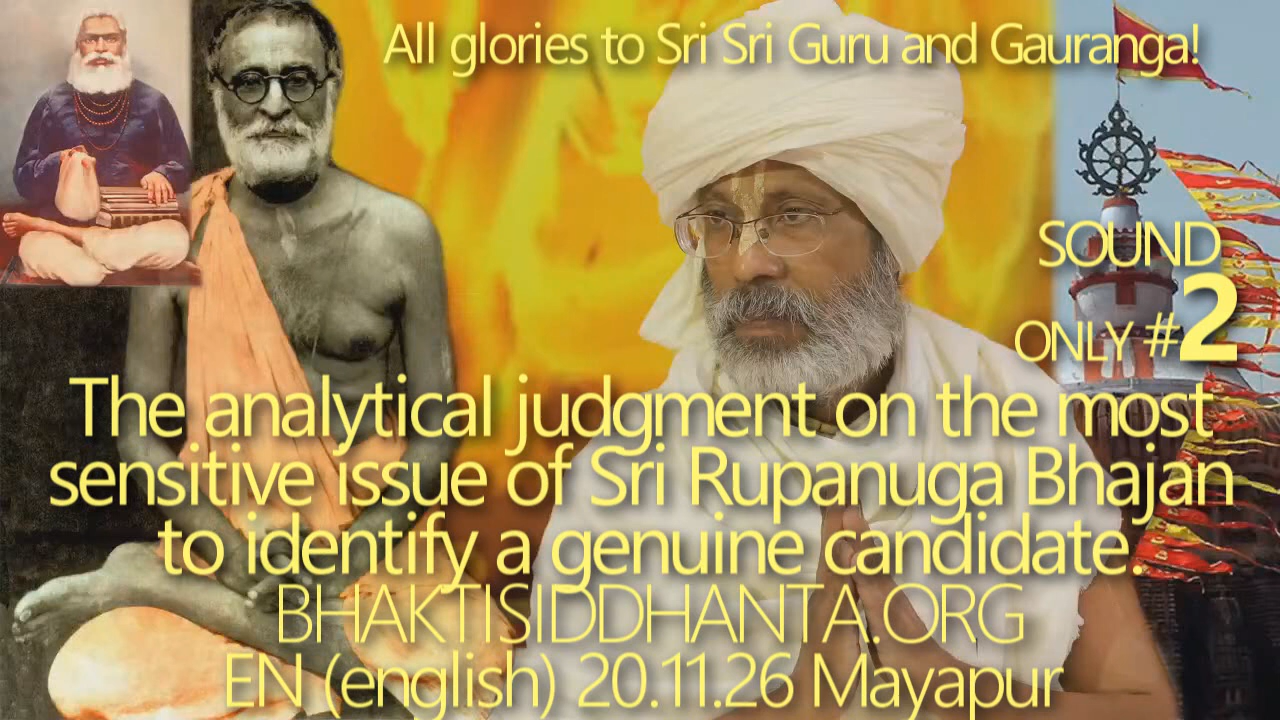 All glories to Sri Sri Guru and Gauranga!
SOUND
ONLY #2
The analytical judgment on the most
sensitive issue of Sri Rupanuga Bhajan
to identify a genuine candidate.
BHAKTISIDDHANTA.ORG
EN (english) 20.11.26 Mayapur